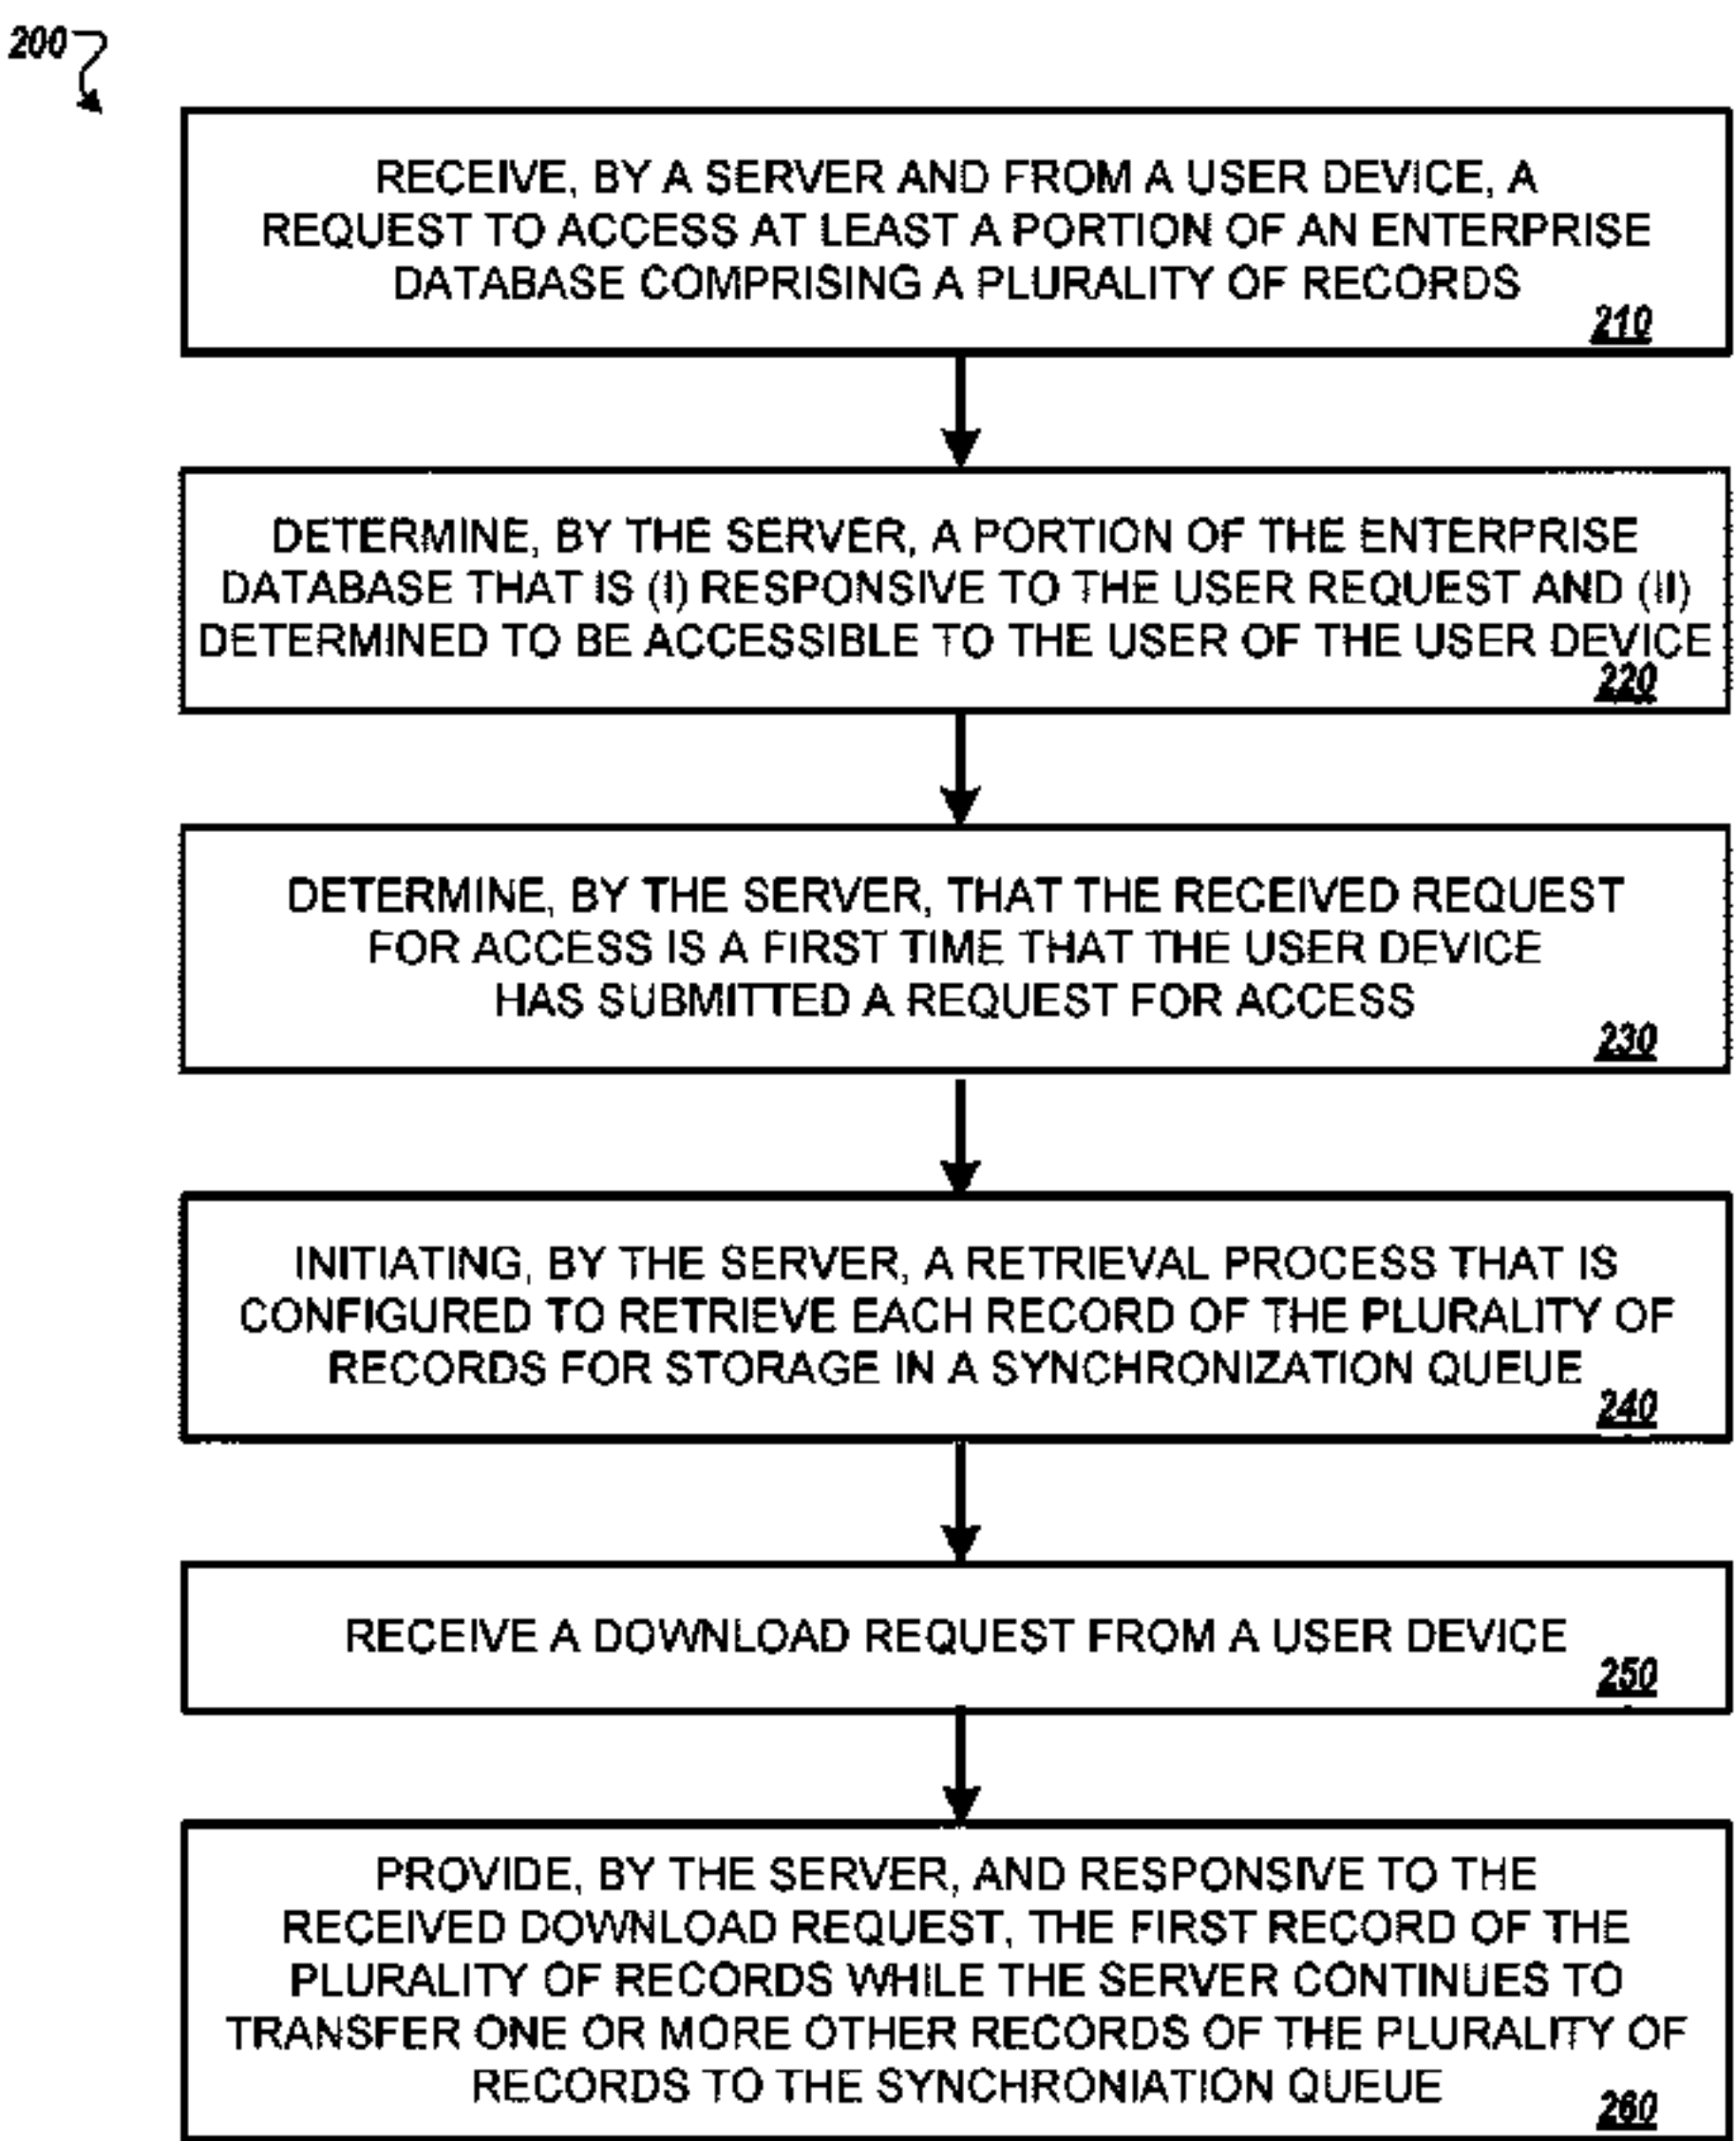 200
RECEIVE, BY A SERVER AND FROM A USER DEVICE, A
REQUEST TO ACCESS AT LEAST A PORTION OF AN ENTERPRISE
DATABASE COMPRISING A PLURALITY OF RECORDS
210
DETERMINE, BY THE SERVER, A PORTION OF THE ENTERPRISE
DATABASE THAT IS (I) RESPONSIVE TO THE USER REQUEST AND (II)
DETERMINED TO BE ACCESSIBLE TO THE USER OF THE USER DEVICE
220
DETERMINE, BY THE SERVER, THAT THE RECEIVED REQUEST
FOR ACCESS IS A FIRST TIME THAT THE USER DEVICE
HAS SUBMITTED A REQUEST FOR ACCESS
230
INITIATING, BY THE SERVER, A RETRIEVAL PROCESS THAT IS
CONFIGURED TO RETRIEVE EACH RECORD OF THE PLURALITY OF
RECORDS FOR STORAGE IN A SYNCHRONIZATION QUEUE
240
RECEIVE A DOWNLOAD REQUEST FROM A USER DEVICE
250
PROVIDE, BY THE SERVER, AND RESPONSIVE TO THE
RECEIVED DOWNLOAD REQUEST, THE FIRST RECORD OF THE
PLURALITY OF RECORDS WHILE THE SERVER CONTINUES TO
TRANSFER ONE OR MORE OTHER RECORDS OF THE PLURALITY OF
RECORDS TO THE SYNCHRONIATION QUEUE
260